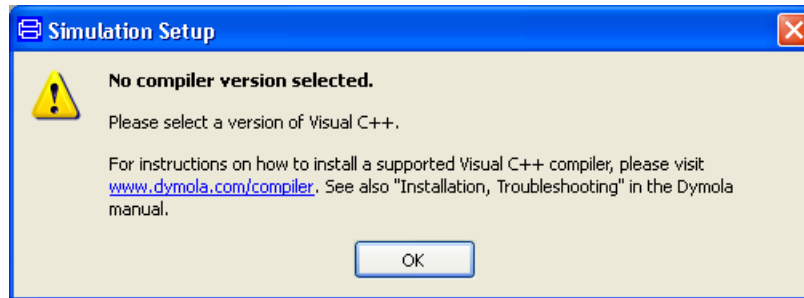 Simulation Setup
No compiler version selected.
Please select a version of Visual C++.
For instructions on how to install a supported Visual C++ compiler, please visit
www.dymola.com/compiler. See also "Installation, Troubleshooting" in the Dymola
manual.
OK